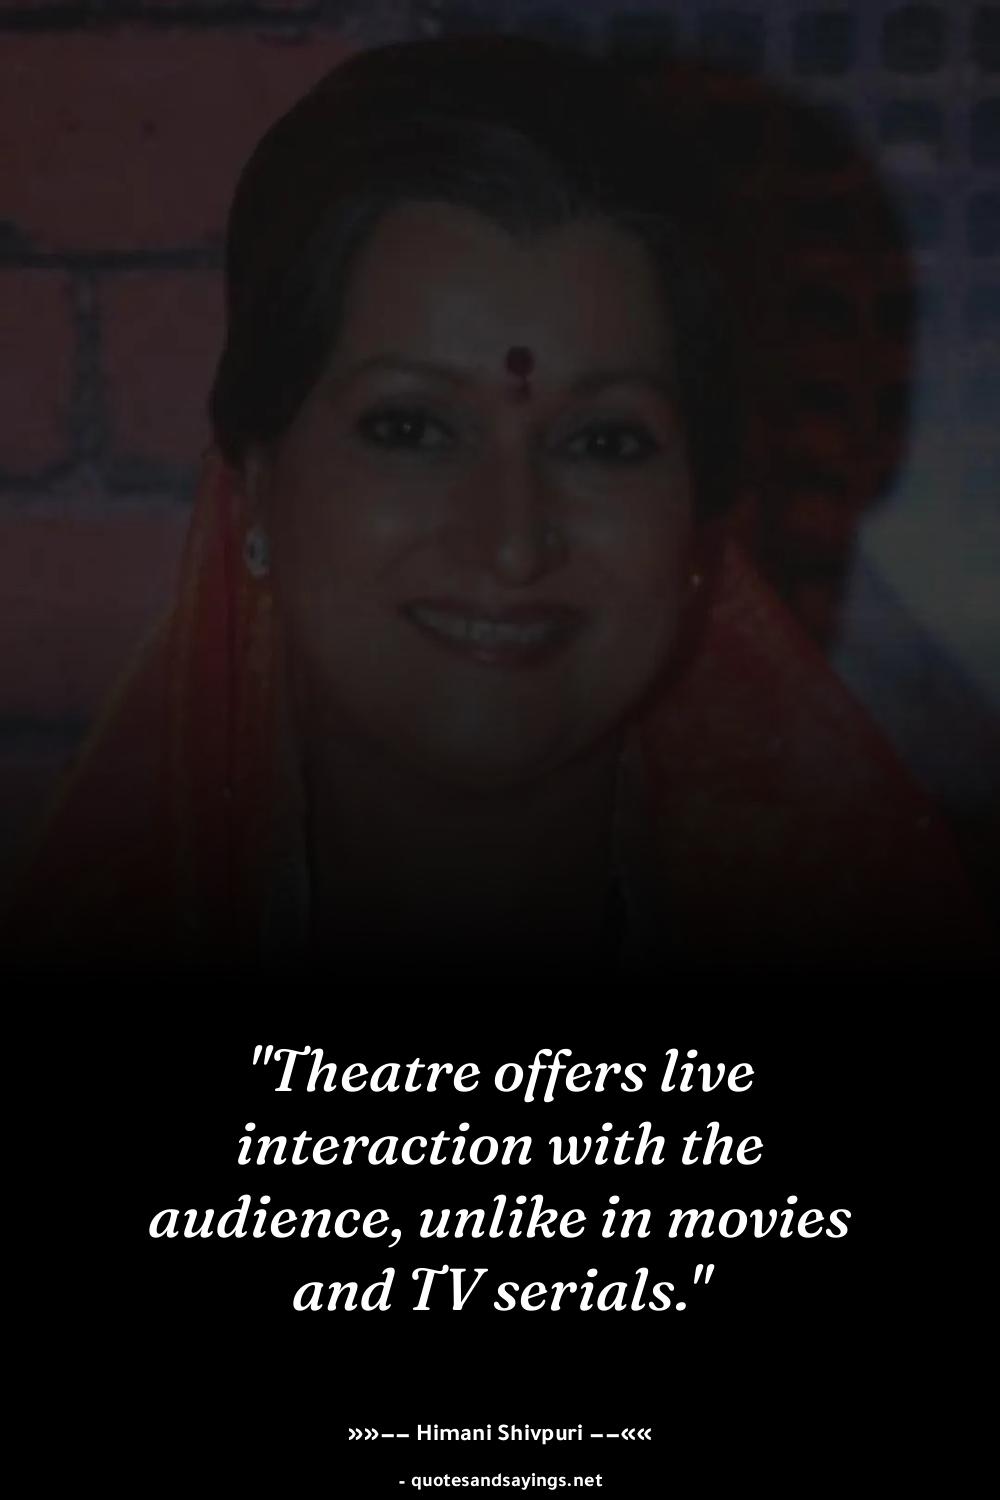 "Theatre offers live
interaction with the
audience, unlike in movies
and TV serials."
»»–– Himani Shivpuri ––««
- quotesandsayings.net